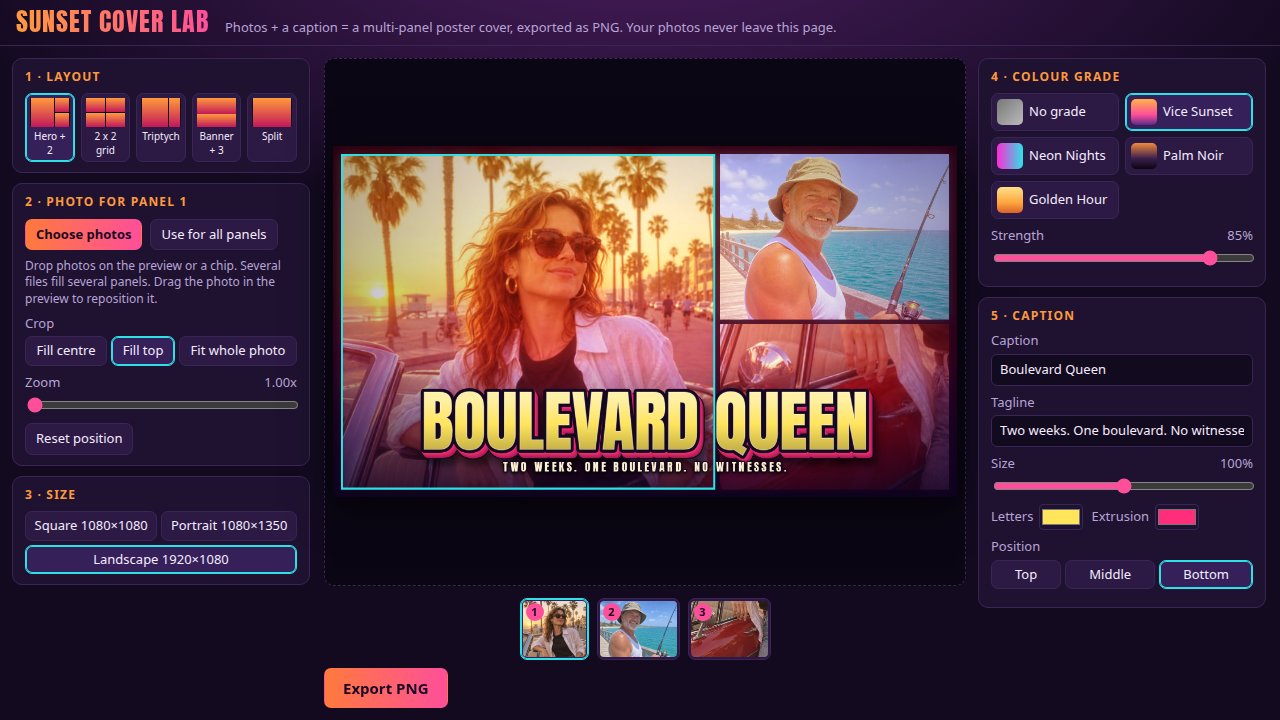 SUNSET COVER LAB
Photos + a caption = a multi-panel poster cover, exported as PNG. Your photos never leave this page.
1 · LAYOUT
Hero +
2
2 x 2
grid
Triptych
Banner
+ 3
Split
2 · PHOTO FOR PANEL 1
Choose photos
Use for all panels
Drop photos on the preview or a chip. Several
files fill several panels. Drag the photo in the
preview to reposition it.
Crop
Fill centre
Fill top
Fit whole photo
Zoom
1.00x
Reset position
3 · SIZE
Square 1080×1080
Portrait 1080×1350
Landscape 1920×1080
BOULEVARD QUEEN
TWO WEEKS. ONE BOULEVARD. NO WITNESSES.
1
2
3
Export PNG
4 · COLOUR GRADE
No grade
Vice Sunset
Neon Nights
Palm Noir
Golden Hour
Strength
85%
5 · CAPTION
Caption
Boulevard Queen
Tagline
Two weeks. One boulevard. No witnesse
Size
100%
Letters
Extrusion
Position
Top
Middle
Bottom